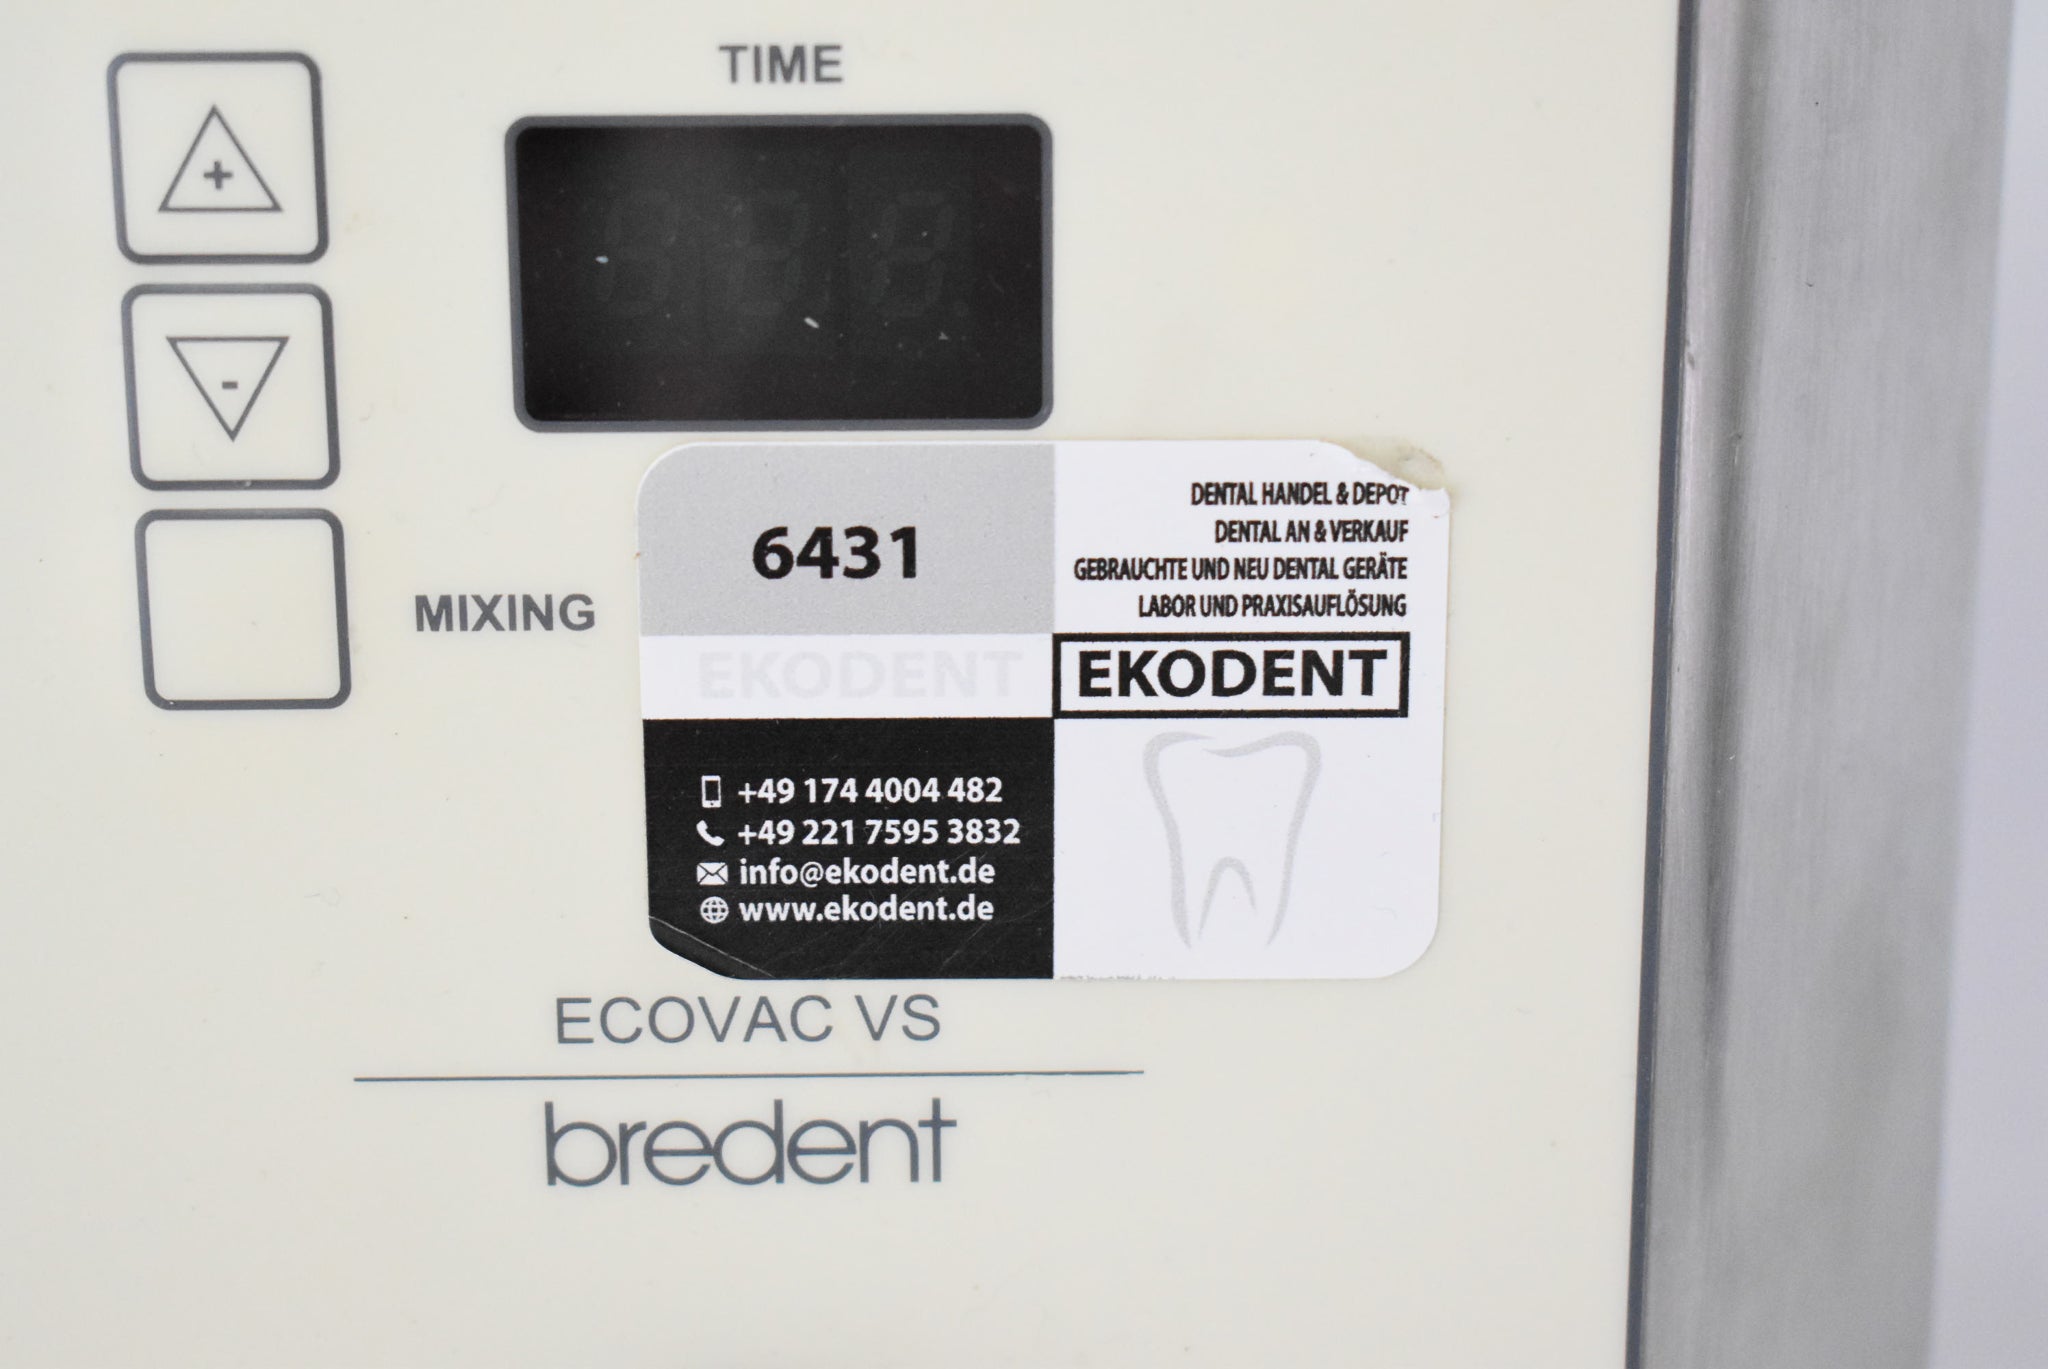 TIME
+
-
MIXING
6431
DENTAL HANDEL & DEPOT
DENTAL AN & VERKAUF
GEBRAUCHTE UND NEU DENTAL GERÄTE
LABOR UND PRAXISAUFLÖSUNG
EKODENT
EKODENT
+49 174 4004 482
+49 221 7595 3832
info@ekodent.de
www.ekodent.de
ECOVAC VS
bredent